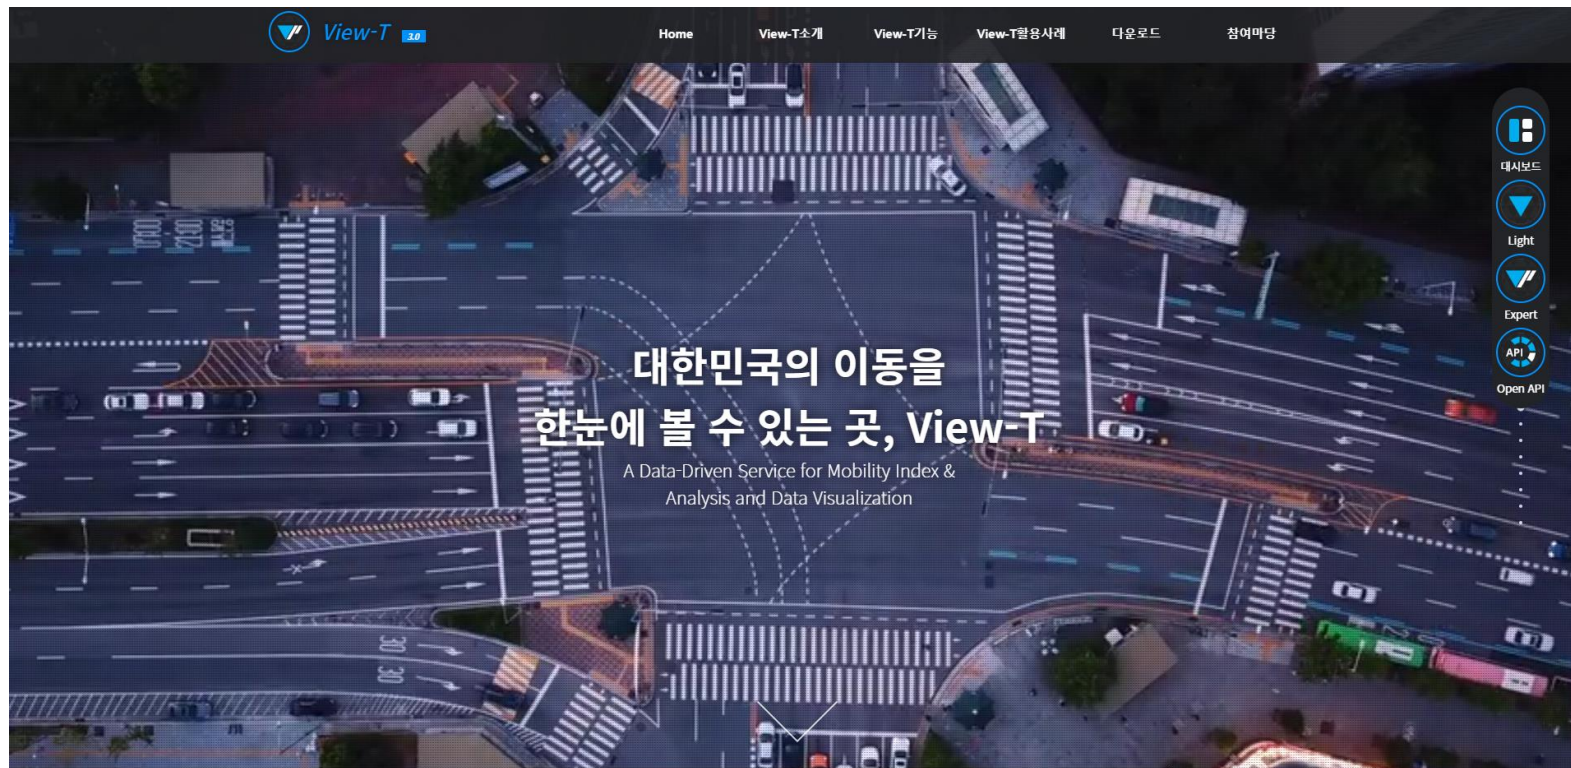 View-T 3.0
Home View-T소개 View-T기능 View-T활용사례 다운로드 참여마당
대시보드
Light
Expert
API
Open API
대한민국의 이동을
한눈에 볼 수 있는 곳, View-T
A Data-Driven Service for Mobility Index &
Analysis and Data Visualization
30
30